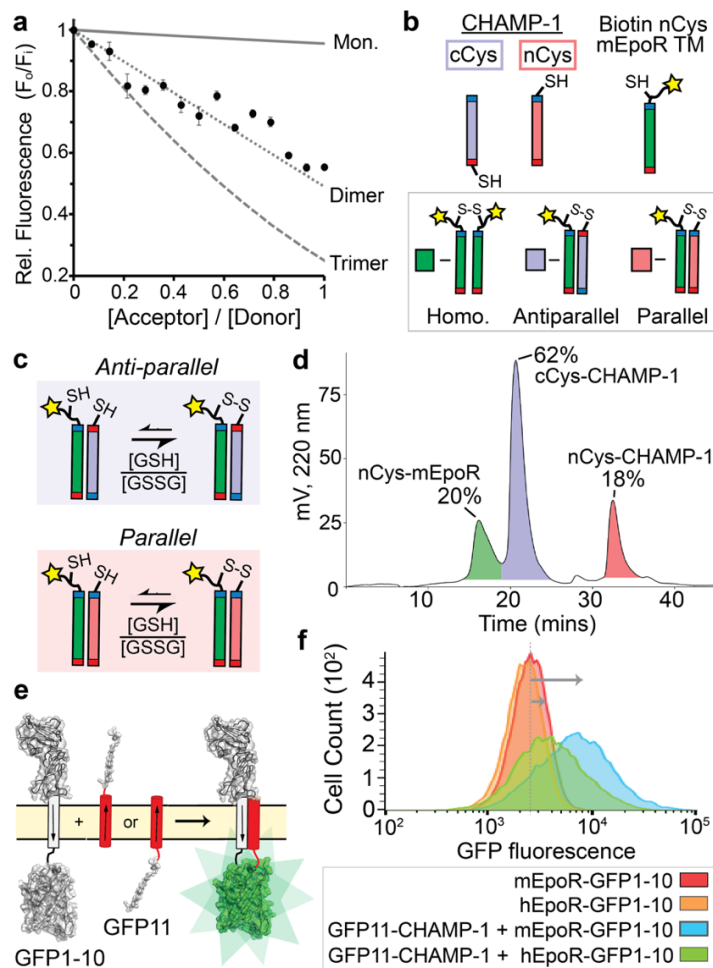 a
Rel. Fluorescence (Fo/Fi)
1.0
0.8
0.6
0.4
0.2
0
0.2
0.4
0.6
0.8
1
[Acceptor] / [Donor]
Mon.
Dimer
Trimer
b
CHAMP-1
cCys
nCys
Biotin nCys
mEpoR TM
SH
SH
SH
S-S
S-S
S-S
Homo.
Antiparallel
Parallel
c
Anti-parallel
SH
SH
S-S
[GSH]
[GSSG]
Parallel
SH
SH
S-S
[GSH]
[GSSG]
d
mV, 220 nm
75
50
25
0
10
20
30
40
Time (mins)
62%
cCys-CHAMP-1
nCys-mEpoR
20%
nCys-CHAMP-1
18%
e
+
or
GFP1-10
GFP11
f
Cell Count (10²)
4
2
0
10²
10³
10⁴
10⁵
GFP fluorescence
mEpoR-GFP1-10
hEpoR-GFP1-10
GFP11-CHAMP-1 + mEpoR-GFP1-10
GFP11-CHAMP-1 + hEpoR-GFP1-10